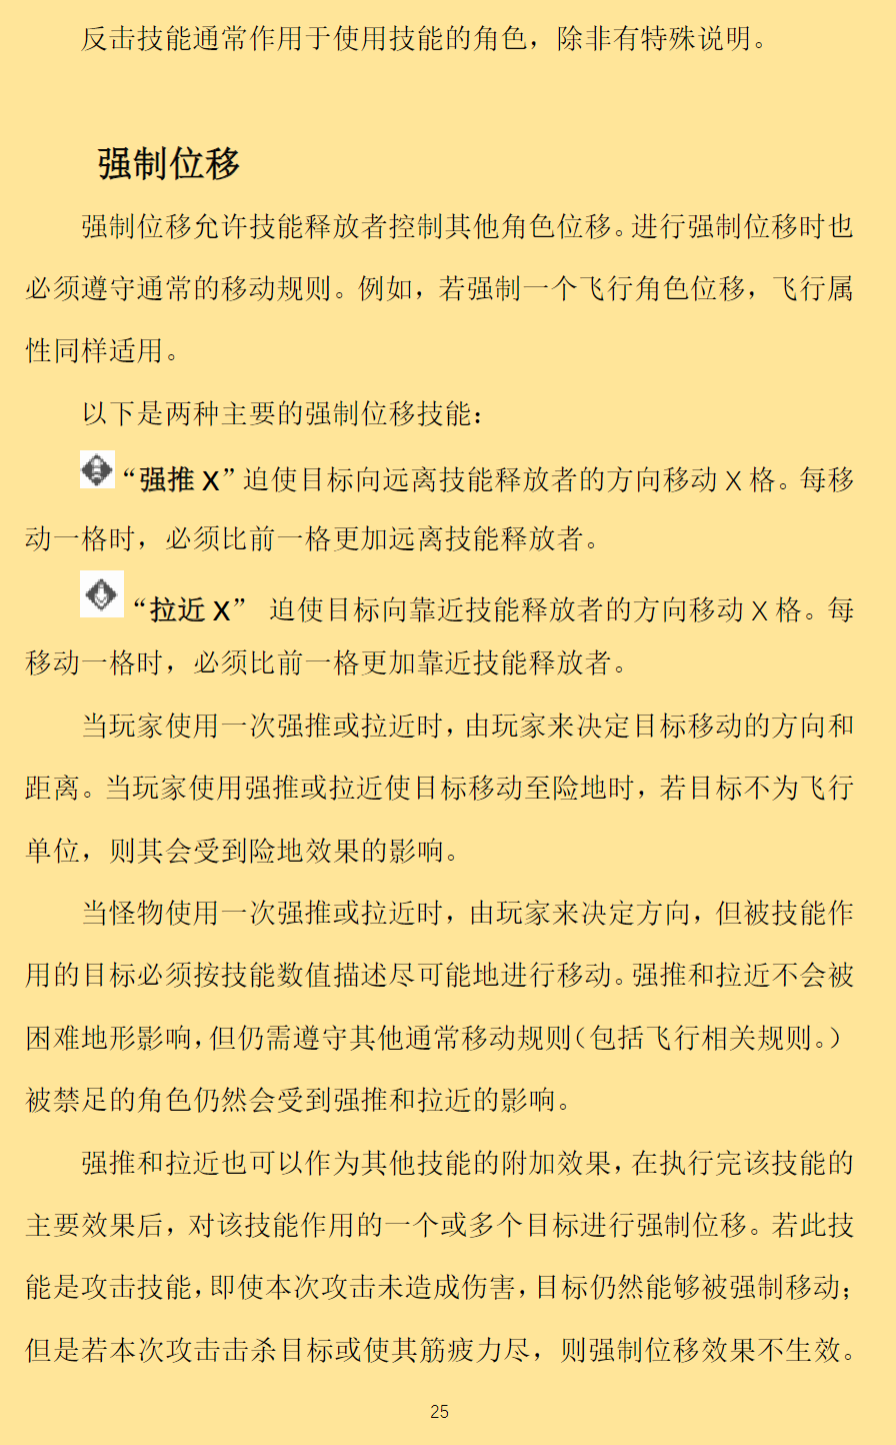 反击技能通常作用于使用技能的角色，除非有特殊说明。
强制位移
强制位移允许技能释放者控制其他角色位移。进行强制位移时也
必须遵守通常的移动规则。例如，若强制一个飞行角色位移，飞行属
性同样适用。
以下是两种主要的强制位移技能：
“强推 X”迫使目标向远离技能释放者的方向移动 X 格。每移
动一格时，必须比前一格更加远离技能释放者。
“拉近 X” 迫使目标向靠近技能释放者的方向移动 X 格。每
移动一格时，必须比前一格更加靠近技能释放者。
当玩家使用一次强推或拉近时，由玩家来决定目标移动的方向和
距离。当玩家使用强推或拉近使目标移动至险地时，若目标不为飞行
单位，则其会受到险地效果的影响。
当怪物使用一次强推或拉近时，由玩家来决定方向，但被技能作
用的目标必须按技能数值描述尽可能地进行移动。强推和拉近不会被
困难地形影响，但仍需遵守其他通常移动规则（包括飞行相关规则。）
被禁足的角色仍然会受到强推和拉近的影响。
强推和拉近也可以作为其他技能的附加效果，在执行完该技能的
主要效果后，对该技能作用的一个或多个目标进行强制位移。若此技
能是攻击技能，即使本次攻击未造成伤害，目标仍然能够被强制移动；
但是若本次攻击击杀目标或使其筋疲力尽，则强制位移效果不生效。
25